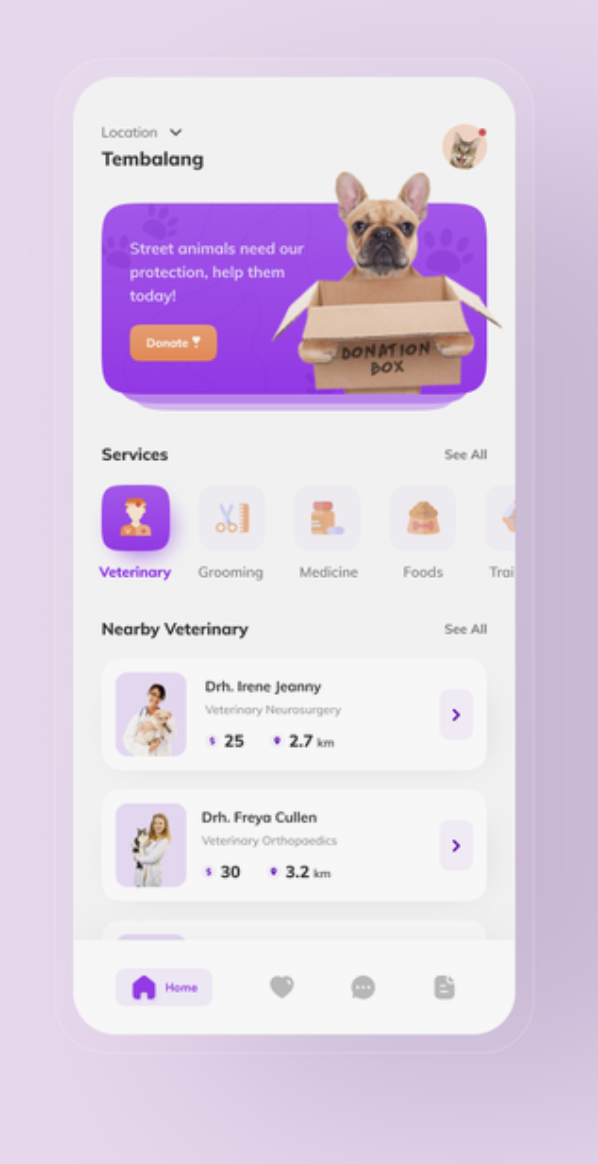 Location
Tembalang
Street animals need our
protection, help them
today!
Donate
DONATION
BOX
Services
See All
Veterinary
Grooming
Medicine
Foods
Trai
Nearby Veterinary
See All
Drh. Irene Jeanny
Veterinary Neurosurgery
$ 25
2.7 km
Drh. Freya Cullen
Veterinary Orthopaedics
$ 30
3.2 km
Home